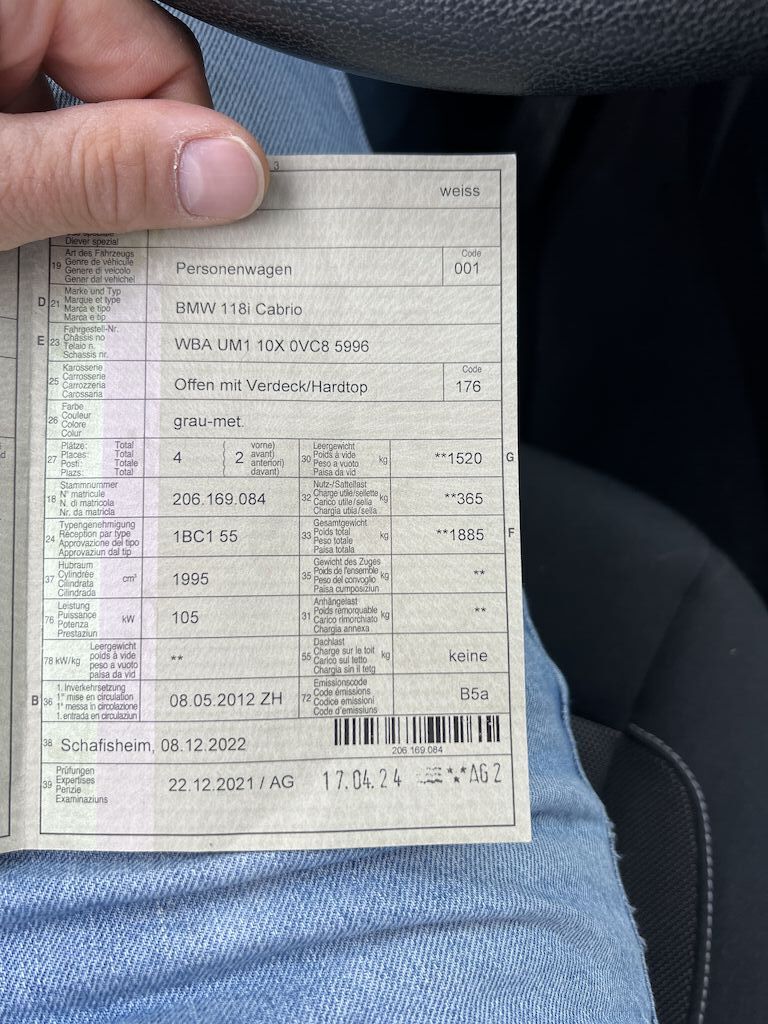 3
weiss
Diever spezial
19 Art des Fahrzeugs
Genre de véhicule
Genere di veicolo
Gener dal vehichel
Personenwagen
Code
001
D 21 Marke und Typ
Marque et type
Marca e tipo
Marca e tip
BMW 118i Cabrio
E 23 Fahrgestell-Nr.
Châssis no
Telaio n.
Schassis nr.
WBA UM1 10X 0VC8 5996
25 Karosserie
Carrosserie
Carrozzeria
Carossaria
Offen mit Verdeck/Hardtop
Code
176
26 Farbe
Couleur
Colore
Colur
grau-met.
27 Plätze: Total
Places: Total
Posti: Totale
Plazs: Total
4 ( 2 vorne)
avant)
anteriori)
davant)
30 Leergewicht
Poids à vide
Peso a vuoto
Paisa da vid
kg
**1520 G
18 Stammnummer
N° matricule
N. di matricola
Nr. da matricla
206.169.084
32 Nutz-/Sattellast
Charge utile/sellette
Carico utile/sella
Chargia utila/sella
kg
**365
24 Typengenehmigung
Réception par type
Approvazione del tipo
Approvaziun dal tip
1BC1 55
33 Gesamtgewicht
Poids total
Peso totale
Paisa totala
kg
**1885 F
37 Hubraum
Cylindrée
Cilindrata
Cilindrada
cm³
1995
35 Gewicht des Zuges
Poids de l'ensemble
Peso del convoglio
Paisa cumposiziun
kg
**
76 Leistung
Puissance
Potenza
Prestaziun
kW
105
31 Anhängelast
Poids remorquable
Carico rimorchiato
Chargia annexa
kg
**
78 kW/kg Leergewicht
poids à vide
peso a vuoto
paisa da vid
**
55 Dachlast
Charge sur le toit
Carico sul tetto
Chargia sin il tetg
kg
keine
B 36 1. Inverkehrsetzung
1re mise en circulation
1a messa in circolazione
1. entrada en circulaziun
08.05.2012 ZH
72 Emissionscode
Code émissions
Codice emissioni
Code d'emissiuns
B5a
38 Schafisheim, 08.12.2022
206 169 084
39 Prüfungen
Expertises
Perizie
Examinaziuns
22.12.2021 / AG 17.04.24 ** AG 2